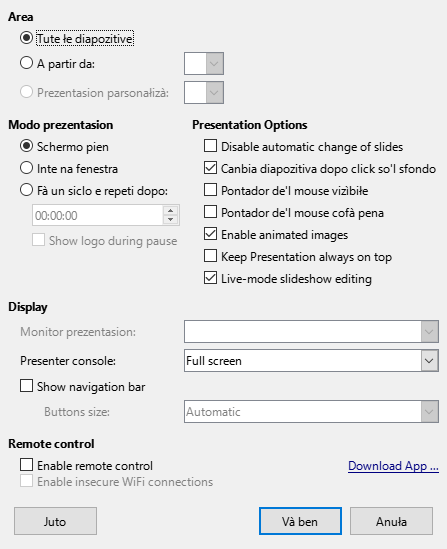 Area
Tute łe diapozitive
A partir da:
Prezentasion parsonalizà:
Modo prezentasion
Schermo pien
Inte na fenestra
Fà un siclo e repeti dopo:
00:00:00
Show logo during pause
Presentation Options
Disable automatic change of slides
Canbia diapozitiva dopo click so'l sfondo
Pontador de'l mouse vizìbiłe
Pontador de'l mouse cofà pena
Enable animated images
Keep Presentation always on top
Live-mode slideshow editing
Display
Monitor prezentasion:
Presenter console: Full screen
Show navigation bar
Buttons size: Automatic
Remote control
Enable remote control Download App ...
Enable insecure WiFi connections
Juto Và ben Anuła